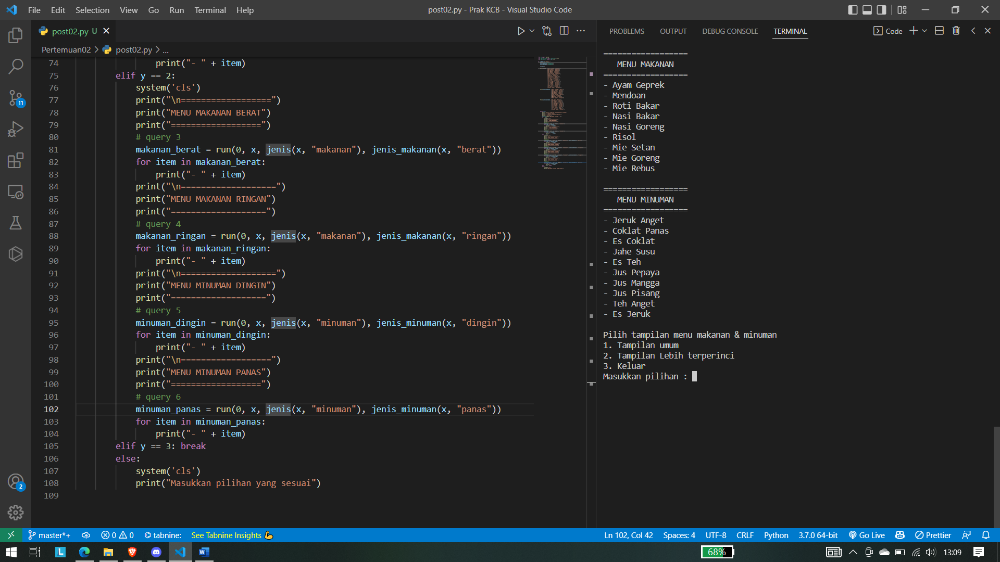 File Edit Selection View Go Run Terminal Help
post02.py - Prak KCB - Visual Studio Code
post02.py U
Pertemuan02 > post02.py > ...
74 print("- " + item)
75 elif y == 2:
76 system('cls')
77 print("\n==================")
78 print("MENU MAKANAN BERAT")
79 print("==================")
80 # query 3
81 makanan_berat = run(0, x, jenis(x, "makanan"), jenis_makanan(x, "berat"))
82 for item in makanan_berat:
83 print("- " + item)
84 print("\n===================")
85 print("MENU MAKANAN RINGAN")
86 print("===================")
87 # query 4
88 makanan_ringan = run(0, x, jenis(x, "makanan"), jenis_makanan(x, "ringan"))
89 for item in makanan_ringan:
90 print("- " + item)
91 print("\n===================")
92 print("MENU MINUMAN DINGIN")
93 print("===================")
94 # query 5
95 minuman_dingin = run(0, x, jenis(x, "minuman"), jenis_minuman(x, "dingin"))
96 for item in minuman_dingin:
97 print("- " + item)
98 print("\n==================")
99 print("MENU MINUMAN PANAS")
100 print("==================")
101 # query 6
102 minuman_panas = run(0, x, jenis(x, "minuman"), jenis_minuman(x, "panas"))
103 for item in minuman_panas:
104 print("- " + item)
105 elif y == 3: break
106 else:
107 system('cls')
108 print("Masukkan pilihan yang sesuai")
109
PROBLEMS OUTPUT DEBUG CONSOLE TERMINAL
Code
==================
MENU MAKANAN
==================
- Ayam Geprek
- Mendoan
- Roti Bakar
- Nasi Bakar
- Nasi Goreng
- Risol
- Mie Setan
- Mie Goreng
- Mie Rebus
==================
MENU MINUMAN
==================
- Jeruk Anget
- Coklat Panas
- Es Coklat
- Jahe Susu
- Es Teh
- Jus Pepaya
- Jus Mangga
- Jus Pisang
- Teh Anget
- Es Jeruk
Pilih tampilan menu makanan & minuman
1. Tampilan umum
2. Tampilan Lebih terperinci
3. Keluar
Masukkan pilihan :
11
2
master*+ 0 0 tabnine: See Tabnine Insights
Ln 102, Col 42 Spaces: 4 UTF-8 CRLF Python 3.7.0 64-bit Go Live Prettier
L
68%
13:09